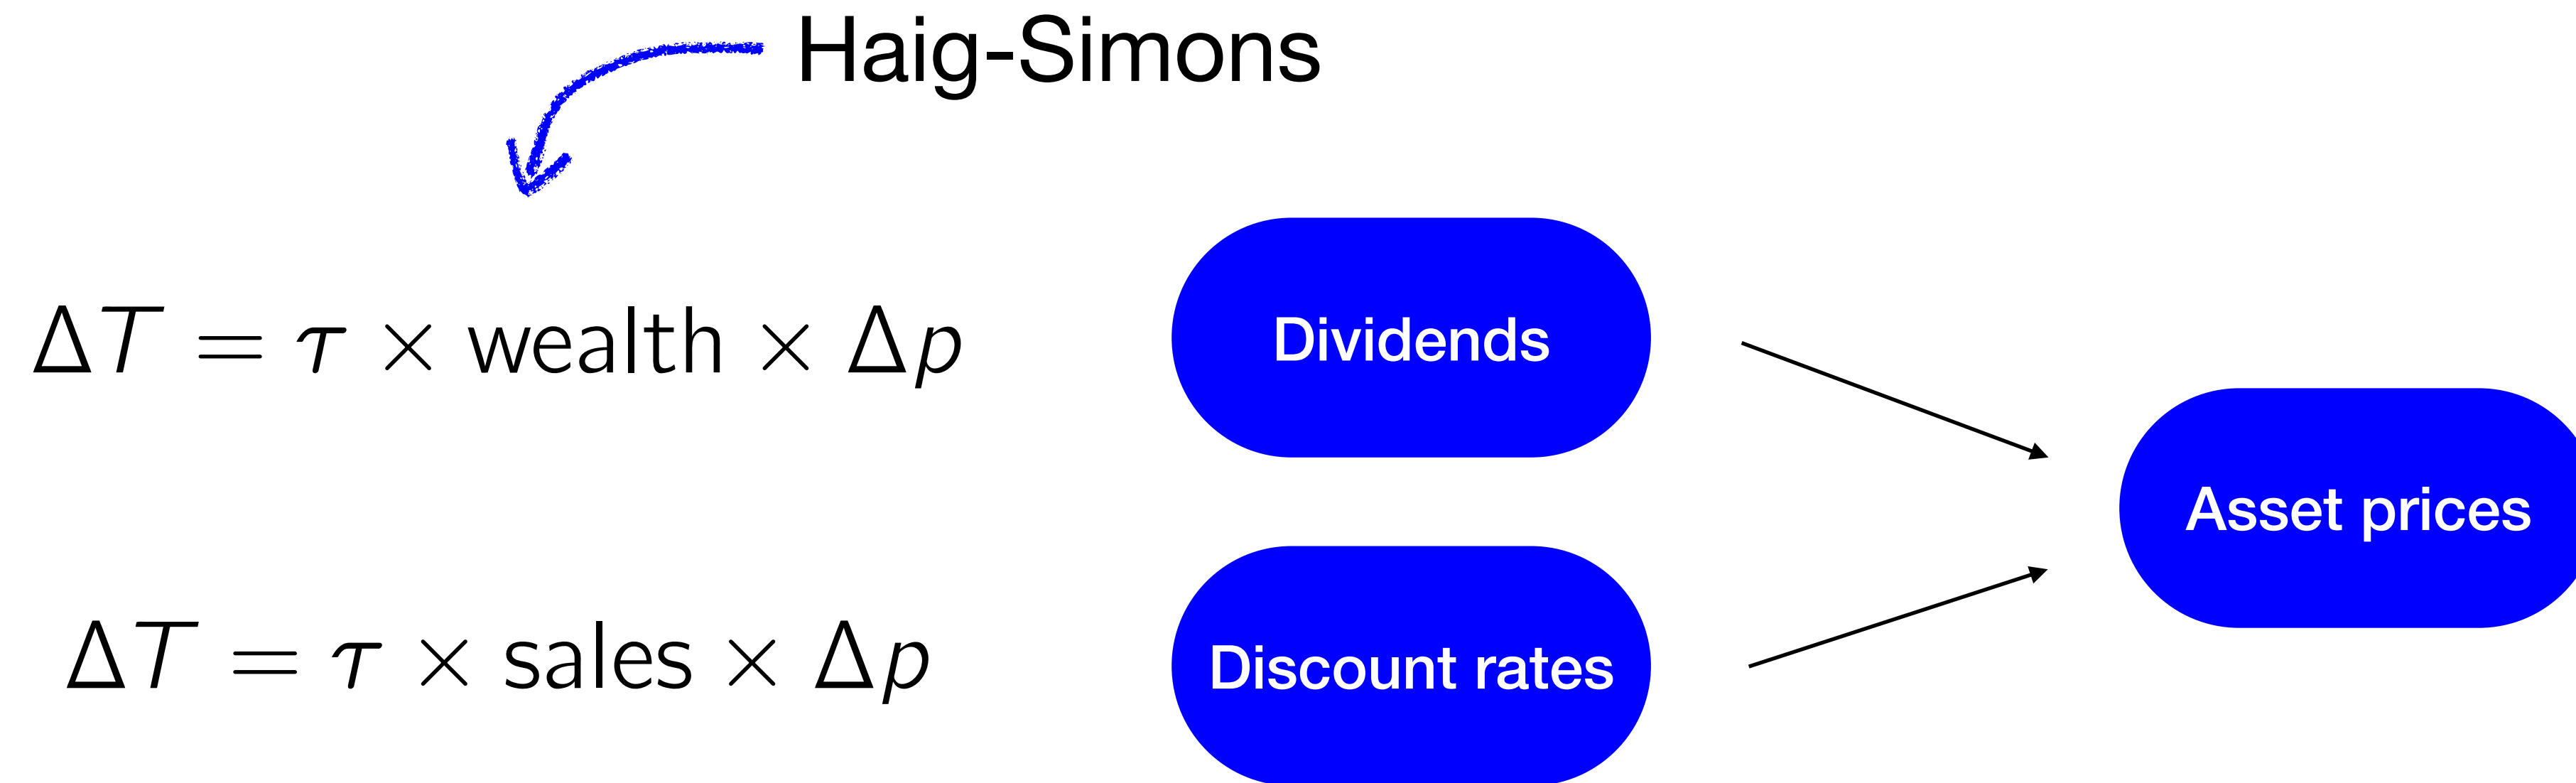 Haig-Simons
ΔT = τ × wealth × Δp
Dividends
Asset prices
ΔT = τ × sales × Δp
Discount rates